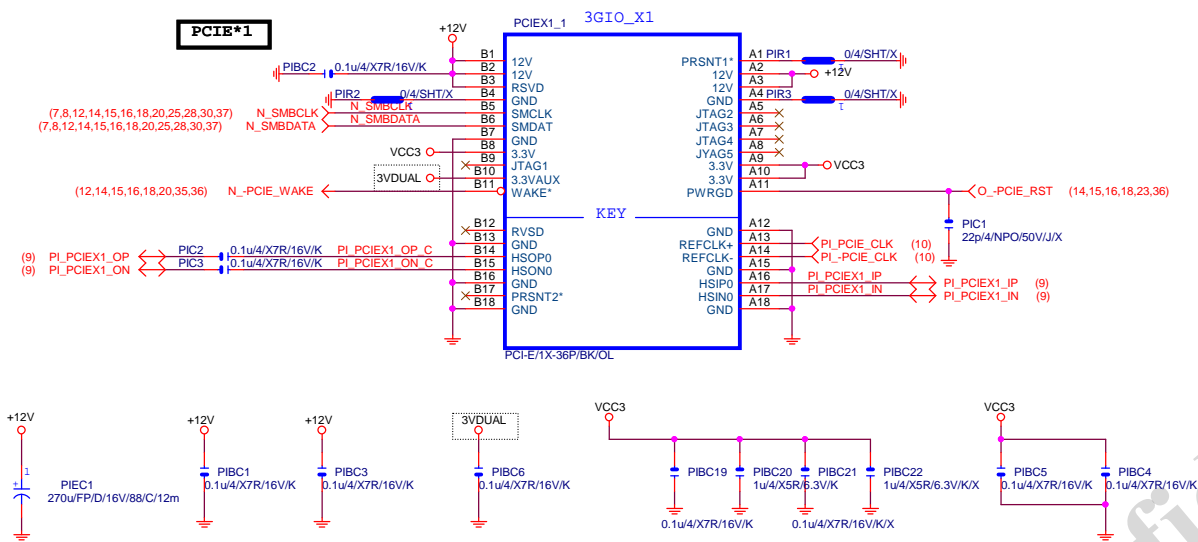 PCIE*1
3GIO_X1
PCIEX1_1
+12V
PIBC2 0.1u/4/X7R/16V/K
PIR2 0/4/SHT/X
(7,8,12,14,15,16,18,20,25,28,30,37) N_SMBCLK N_SMBCLK
(7,8,12,14,15,16,18,20,25,28,30,37) N_SMBDATA N_SMBDATA
VCC3
3VDUAL
(12,14,15,16,18,20,35,36) N_-PCIE_WAKE
(9) PI_PCIEX1_OP PIC2 0.1u/4/X7R/16V/K PI_PCIEX1_OP_C
(9) PI_PCIEX1_ON PIC3 0.1u/4/X7R/16V/K PI_PCIEX1_ON_C
B1 12V
B2 12V
B3 RSVD
B4 GND
B5 SMCLK
B6 SMDAT
B7 GND
B8 3.3V
B9 JTAG1
B10 3.3VAUX
B11 WAKE*
KEY
B12 RVSD
B13 GND
B14 HSOP0
B15 HSON0
B16 GND
B17 PRSNT2*
B18 GND
PRSNT1* A1
12V A2
12V A3
GND A4
JTAG2 A5
JTAG3 A6
JTAG4 A7
JYAG5 A8
3.3V A9
3.3V A10
PWRGD A11
GND A12
REFCLK+ A13
REFCLK- A14
GND A15
HSIP0 A16
HSIN0 A17
GND A18
PIR1 0/4/SHT/X
+12V
PIR3 0/4/SHT/X
VCC3
O_-PCIE_RST (14,15,16,18,23,36)
PIC1
22p/4/NPO/50V/J/X
PI_PCIE_CLK (10)
PI_-PCIE_CLK (10)
PI_PCIEX1_IP PI_PCIEX1_IP (9)
PI_PCIEX1_IN PI_PCIEX1_IN (9)
PCI-E/1X-36P/BK/OL
+12V
1
+
PIEC1
270u/FP/D/16V/88/C/12m
+12V
PIBC1
0.1u/4/X7R/16V/K
+12V
PIBC3
0.1u/4/X7R/16V/K
3VDUAL
PIBC6
0.1u/4/X7R/16V/K
VCC3
PIBC19
0.1u/4/X7R/16V/K
PIBC20
1u/4/X5R/6.3V/K
PIBC21
0.1u/4/X7R/16V/K/X
PIBC22
1u/4/X5R/6.3V/K/X
VCC3
PIBC5
0.1u/4/X7R/16V/K
PIBC4
0.1u/4/X7R/16V/K